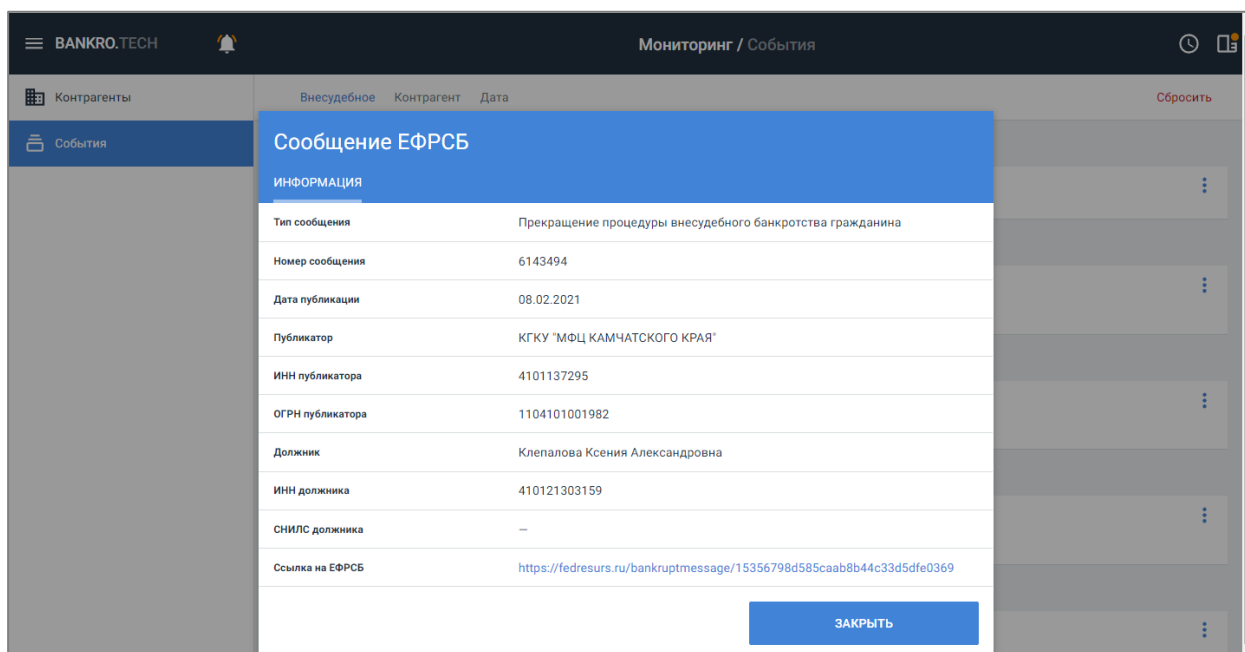 BANKRO.TECH
Мониторинг / События
Контрагенты
Внесудебное Контрагент Дата
Сбросить
События
Сообщение ЕФРСБ
ИНФОРМАЦИЯ
Тип сообщения Прекращение процедуры внесудебного банкротства гражданина
Номер сообщения 6143494
Дата публикации 08.02.2021
Публикатор КГКУ "МФЦ КАМЧАТСКОГО КРАЯ"
ИНН публикатора 4101137295
ОГРН публикатора 1104101001982
Должник Клепалова Ксения Александровна
ИНН должника 410121303159
СНИЛС должника —
Ссылка на ЕФРСБ https://fedresurs.ru/bankruptmessage/15356798d585caab8b44c33d5dfe0369
ЗАКРЫТЬ